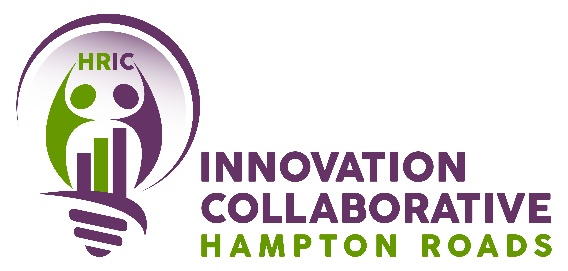 HRIC
INNOVATION
COLLABORATIVE
HAMPTON ROADS